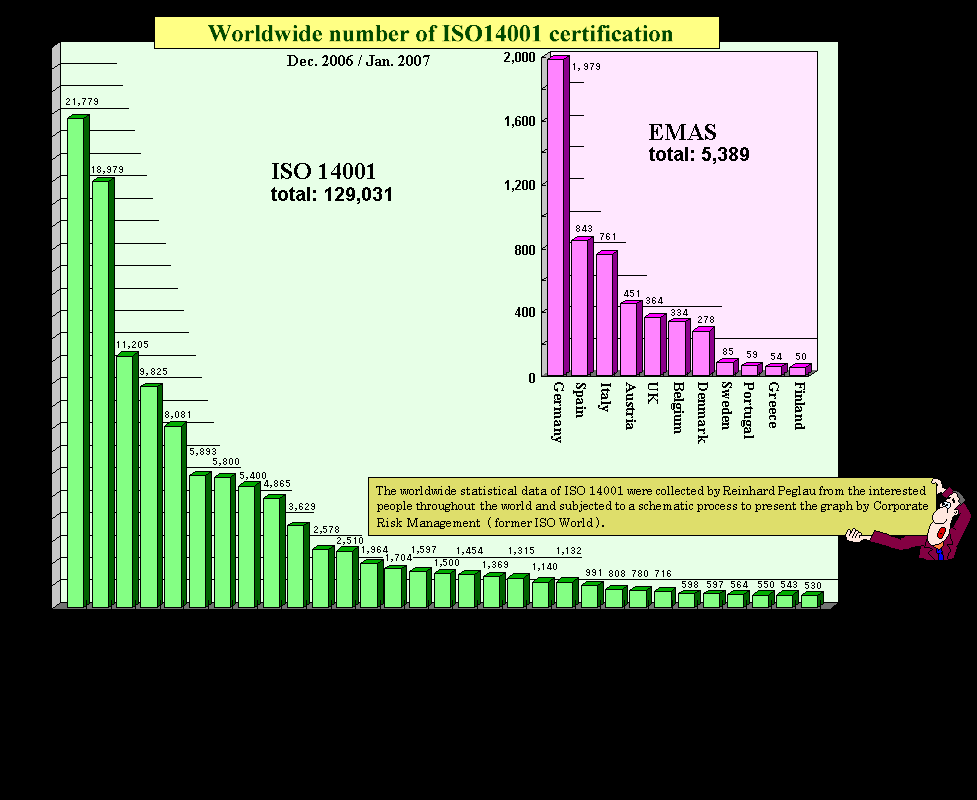 Worldwide number of ISO14001 certification
Dec. 2006 / Jan. 2007
ISO 14001
total: 129,031
21,779
18,979
11,205
9,825
8,081
5,893
5,800
5,400
4,865
3,629
2,578
2,510
1,964
1,704
1,597
1,500
1,454
1,369
1,315
1,140
1,132
991
808
780
716
598
597
564
550
543
530
EMAS
total: 5,389
2,000
1,600
1,200
800
400
0
1,979
843
761
451
364
334
278
85
59
54
50
Germany
Spain
Italy
Austria
UK
Belgium
Denmark
Sweden
Portugal
Greece
Finland
The worldwide statistical data of ISO 14001 were collected by Reinhard Peglau from the interested
people throughout the world and subjected to a schematic process to present the graph by Corporate
Risk Management ( former ISO World ).